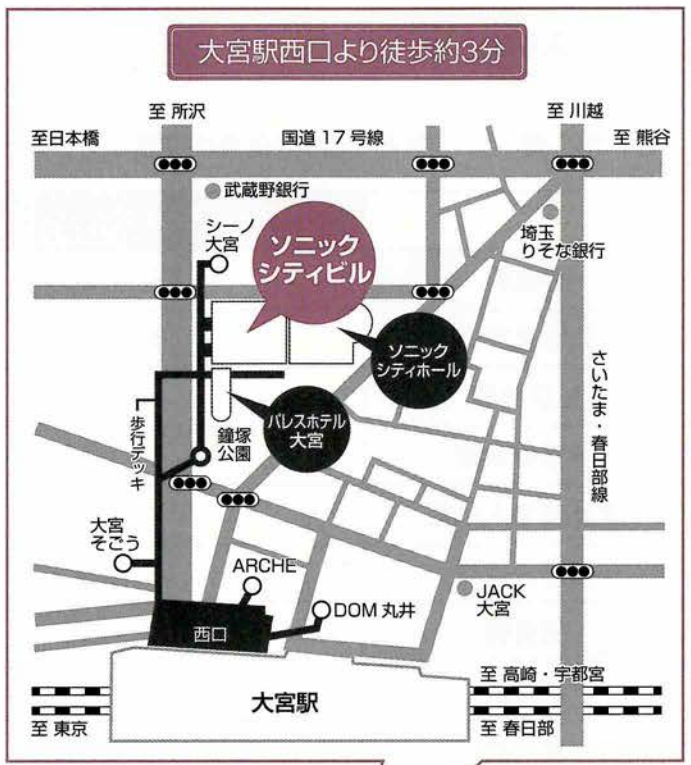 大宮駅西口より徒歩約3分
至 所沢
至 川越
至日本橋
国道 17 号線
至 熊谷
武蔵野銀行
シーノ
大宮
ソニック
シティビル
埼玉
りそな銀行
ソニック
シティホール
さいたま・春日部線
パレスホテル
大宮
歩行デッキ
鐘塚
公園
大宮
そごう
ARCHE
DOM 丸井
JACK
大宮
西口
大宮駅
至 高崎・宇都宮
至 東京
至 春日部